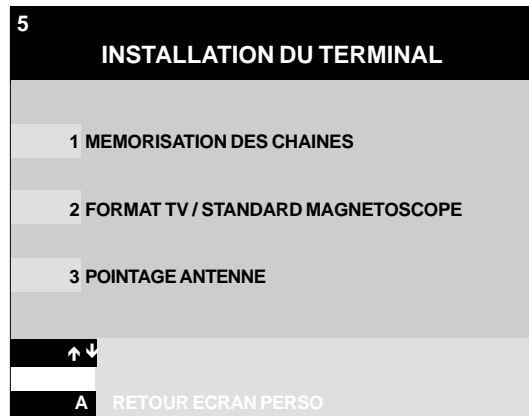 5
INSTALLATION DU TERMINAL
1 MEMORISATION DES CHAINES
2 FORMAT TV / STANDARD MAGNETOSCOPE
3 POINTAGE ANTENNE
↑ ↓
A RETOUR ECRAN PERSO